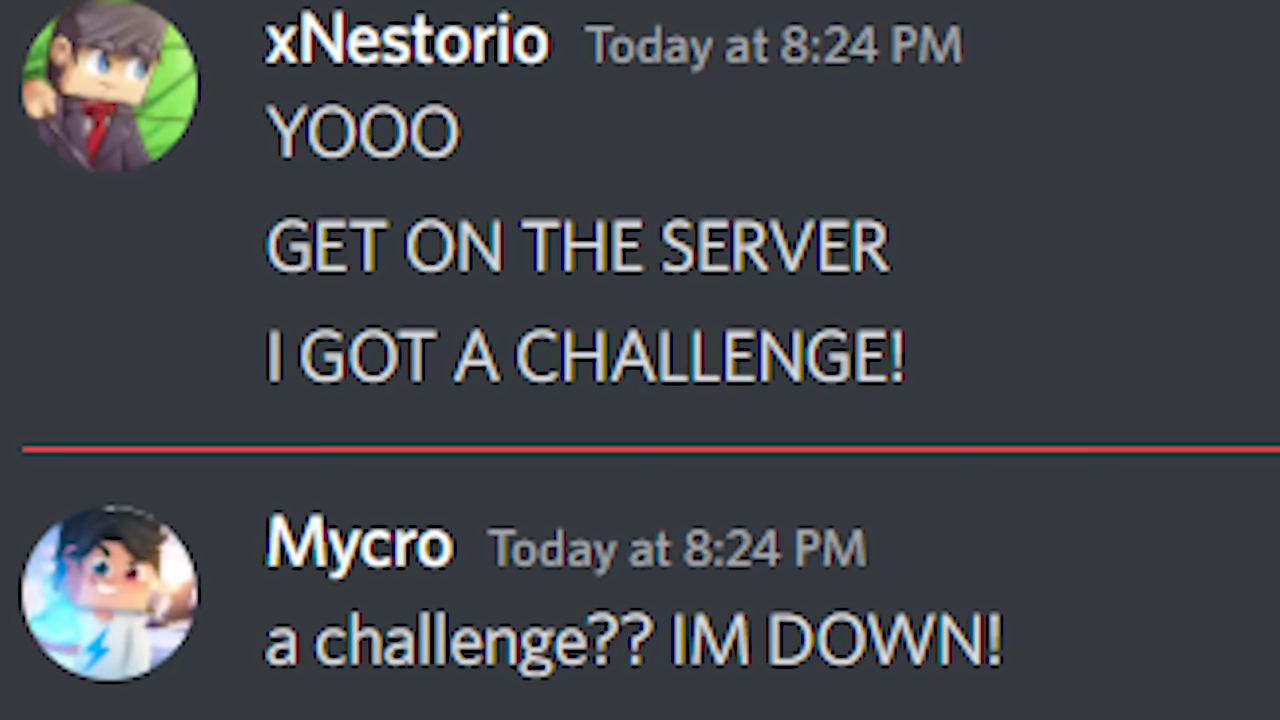 xNestorio Today at 8:24 PM
YOOO
GET ON THE SERVER
I GOT A CHALLENGE!
Mycro Today at 8:24 PM
a challenge?? IM DOWN!